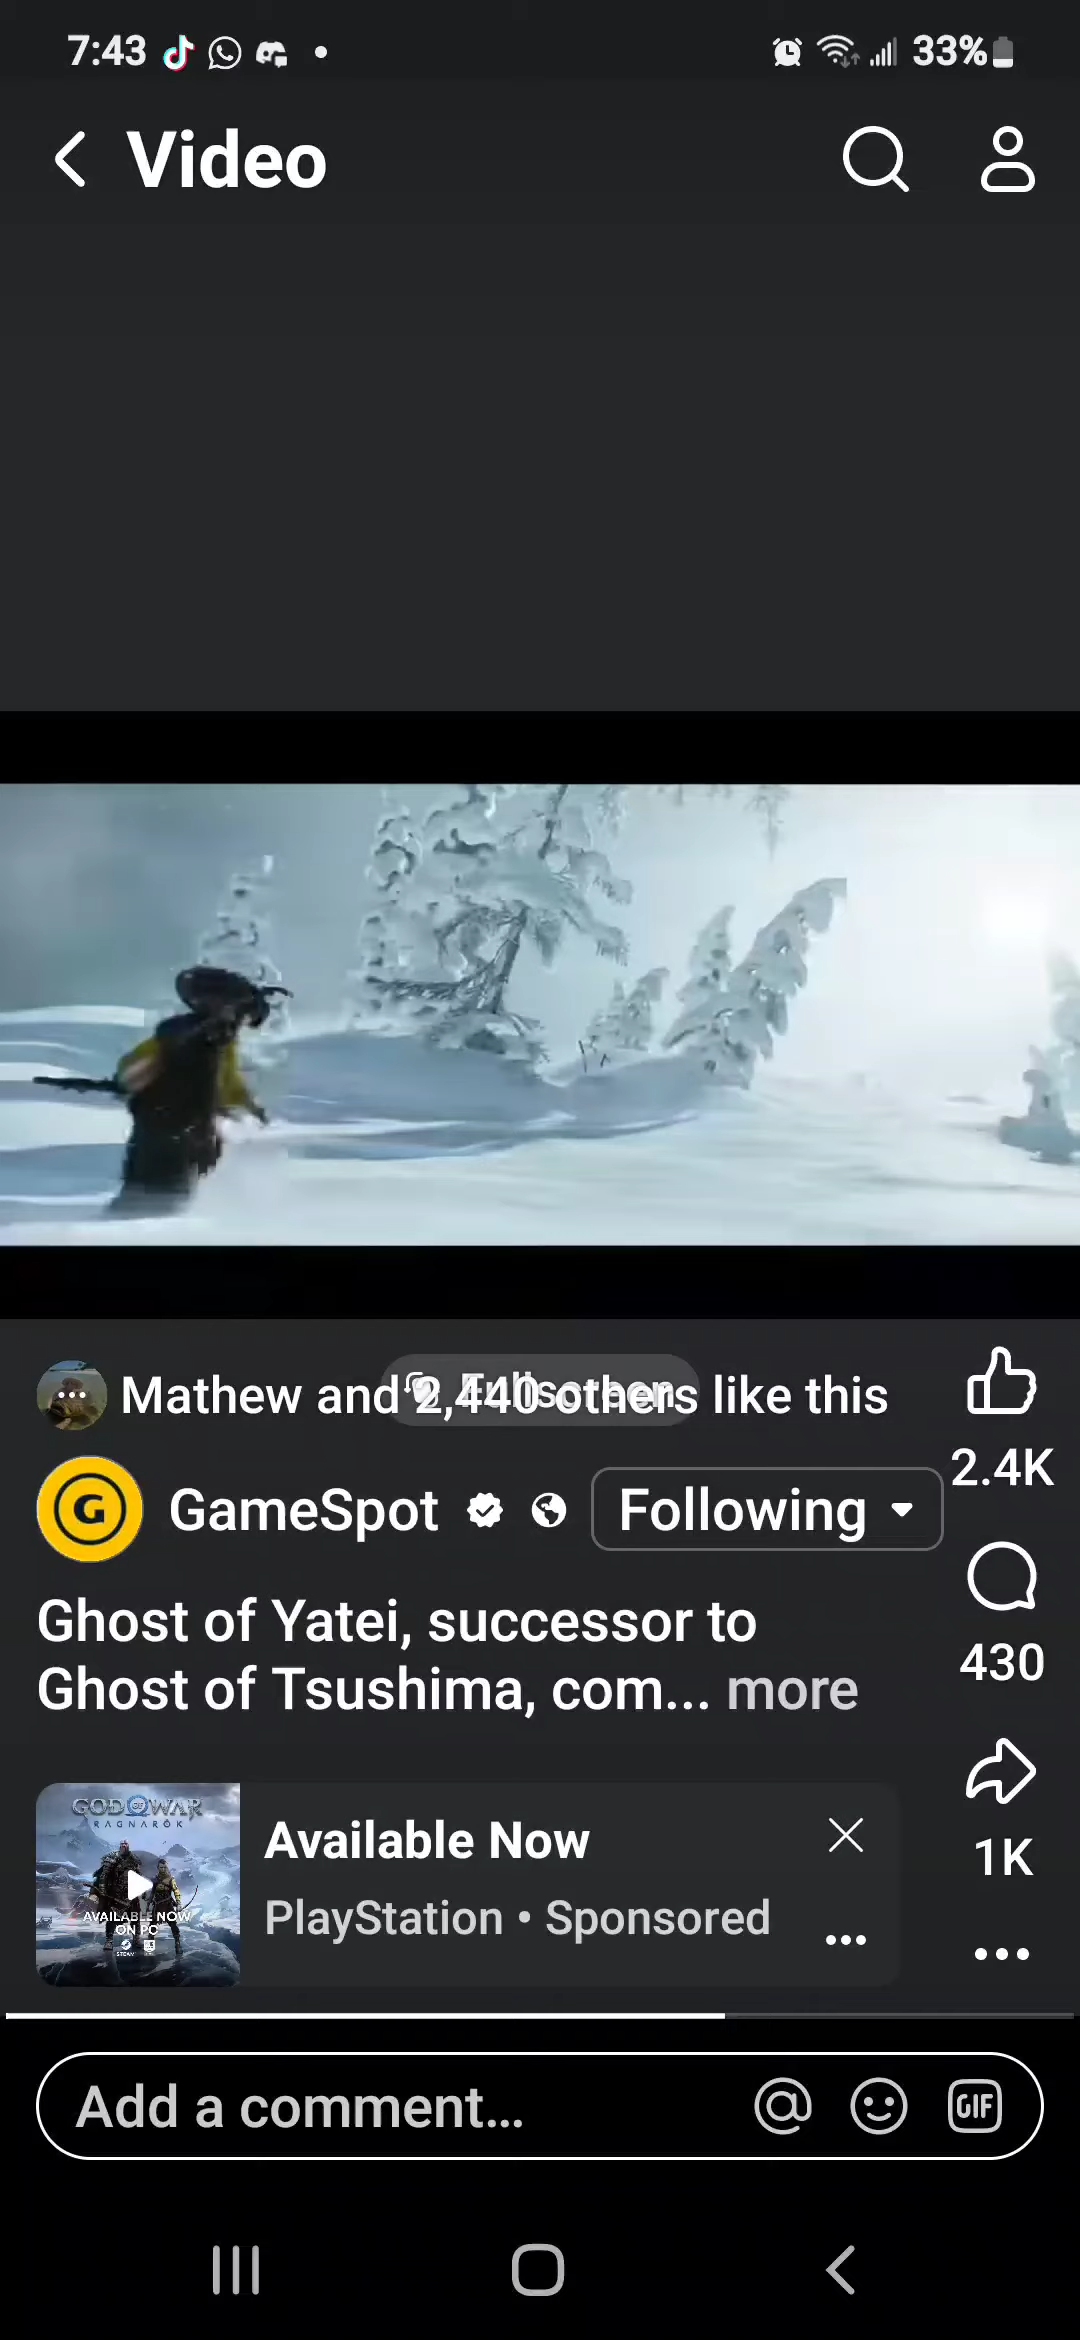 7:43
33%
Video
Mathew and 2,440 others like this
Fullscreen
GameSpot
Following
2.4K
Ghost of Yatei, successor to
Ghost of Tsushima, com... more
430
1K
GOD OF WAR
RAGNARÖK
AVAILABLE NOW
ON PC
STEAM
Available Now
PlayStation • Sponsored
Add a comment...
GIF